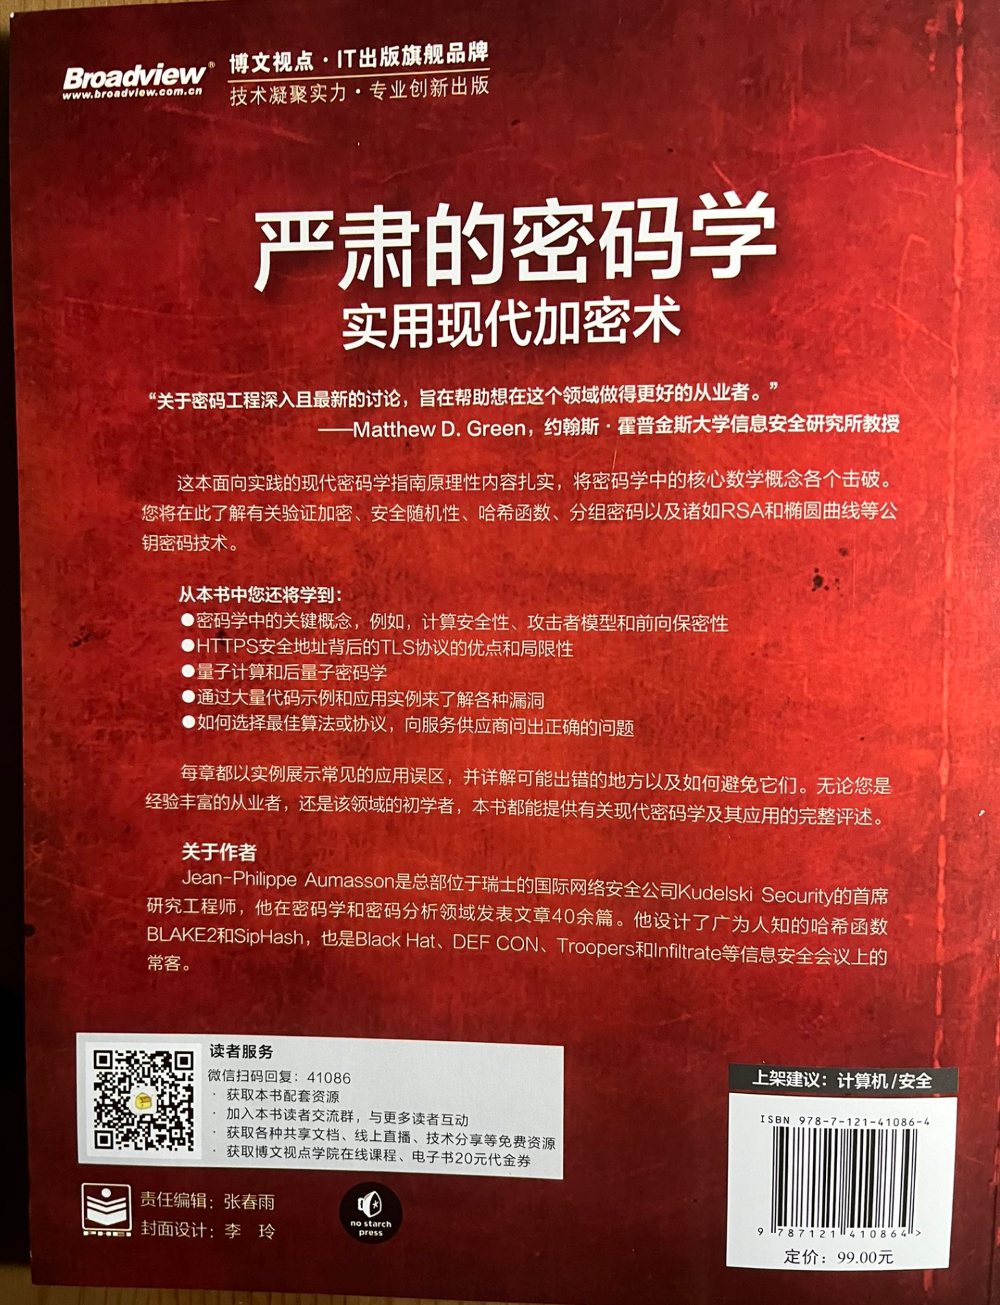 Broadview®
www.broadview.com.cn
博文视点·IT出版旗舰品牌
技术凝聚实力·专业创新出版
严肃的密码学
实用现代加密术
“关于密码工程深入且最新的讨论，旨在帮助想在这个领域做得更好的从业者。”
——Matthew D. Green，约翰斯·霍普金斯大学信息安全研究所教授
这本面向实践的现代密码学指南原理性内容扎实，将密码学中的核心数学概念各个击破。
您将在此了解有关验证加密、安全随机性、哈希函数、分组密码以及诸如RSA和椭圆曲线等公
钥密码技术。
从本书中您还将学到：
●密码学中的关键概念，例如，计算安全性、攻击者模型和前向保密性
●HTTPS安全地址背后的TLS协议的优点和局限性
●量子计算和后量子密码学
●通过大量代码示例和应用实例来了解各种漏洞
●如何选择最佳算法或协议，向服务供应商问出正确的问题
每章都以实例展示常见的应用误区，并详解可能出错的地方以及如何避免它们。无论您是
经验丰富的从业者，还是该领域的初学者，本书都能提供有关现代密码学及其应用的完整评述。
关于作者
Jean-Philippe Aumasson是总部位于瑞士的国际网络安全公司Kudelski Security的首席
研究工程师，他在密码学和密码分析领域发表文章40余篇。他设计了广为人知的哈希函数
BLAKE2和SipHash，也是Black Hat、DEF CON、Troopers和Infiltrate等信息安全会议上的
常客。
读者服务
微信扫码回复：41086
· 获取本书配套资源
· 加入本书读者交流群，与更多读者互动
· 获取各种共享文档、线上直播、技术分享等免费资源
· 获取博文视点学院在线课程、电子书20元代金券
责任编辑：张春雨
封面设计：李 玲
no starch
press
上架建议：计算机/安全
ISBN 978-7-121-41086-4
9 787121 410864 >
定价：99.00元